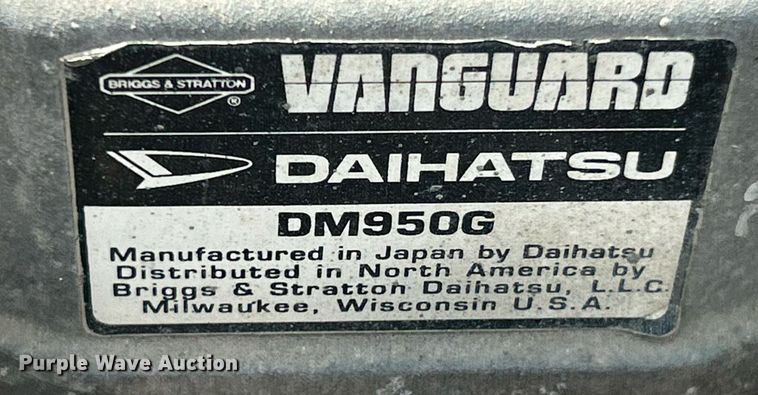 BRIGGS & STRATTON
®
VANGUARD
DAIHATSU
DM950G
Manufactured in Japan by Daihatsu
Distributed in North America by
Briggs & Stratton Daihatsu, L.L.C.
Milwaukee, Wisconsin U.S.A.
Purple Wave Auction